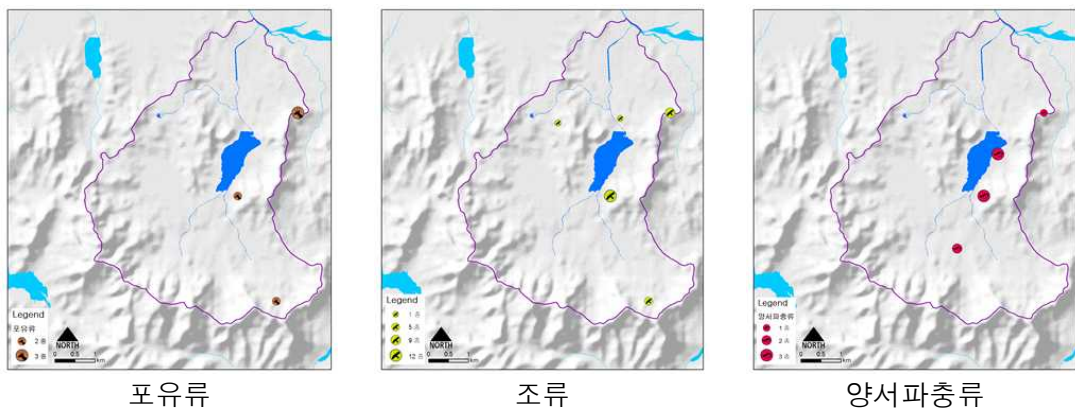 Legend
포유류
2 종
3 종
NORTH
0 0.5 1
km
포유류
Legend
1 종
5 종
9 종
12 종
NORTH
0 0.5 1
km
조류
Legend
양서파충류
1 종
2 종
3 종
NORTH
0 0.5 1
km
양서파충류